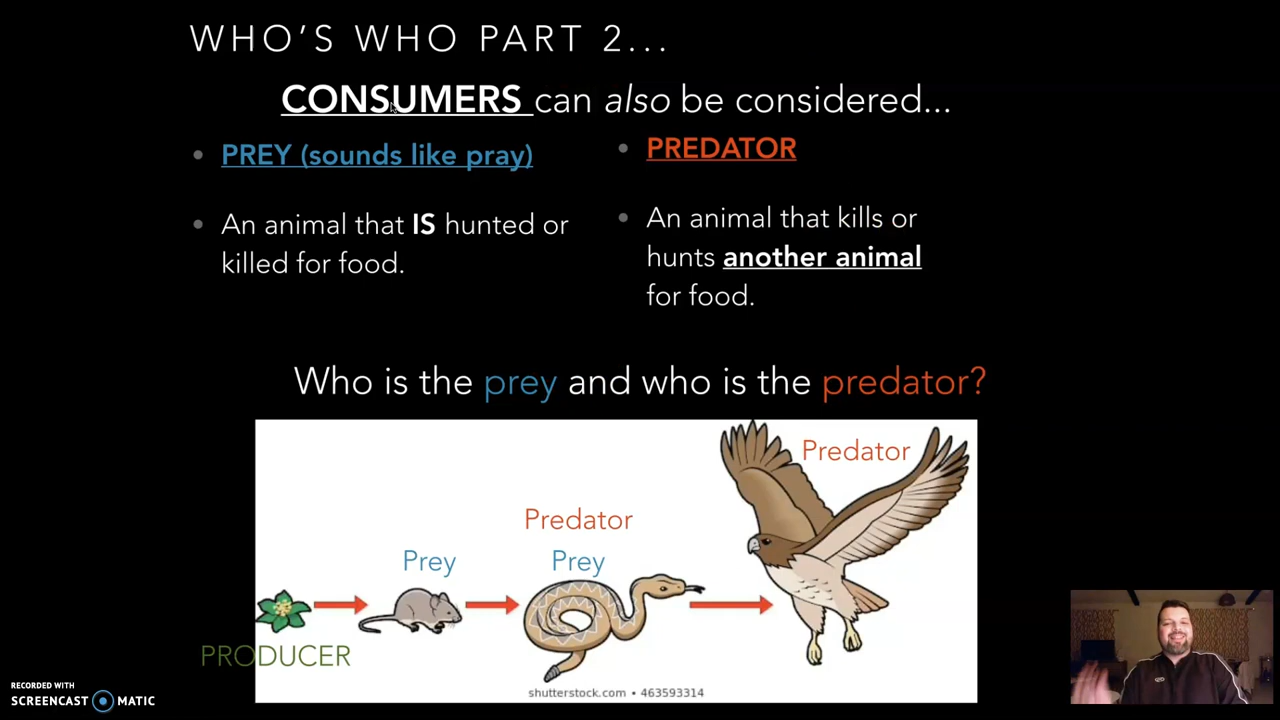 WHO'S WHO PART 2...
CONSUMERS can also be considered...
PREY (sounds like pray)
An animal that IS hunted or
killed for food.
PREDATOR
An animal that kills or
hunts another animal
for food.
Who is the prey and who is the predator?
Predator
Predator
Prey
Prey
PRODUCER
shutterstock.com • 463593314
RECORDED WITH
SCREENCAST MATIC